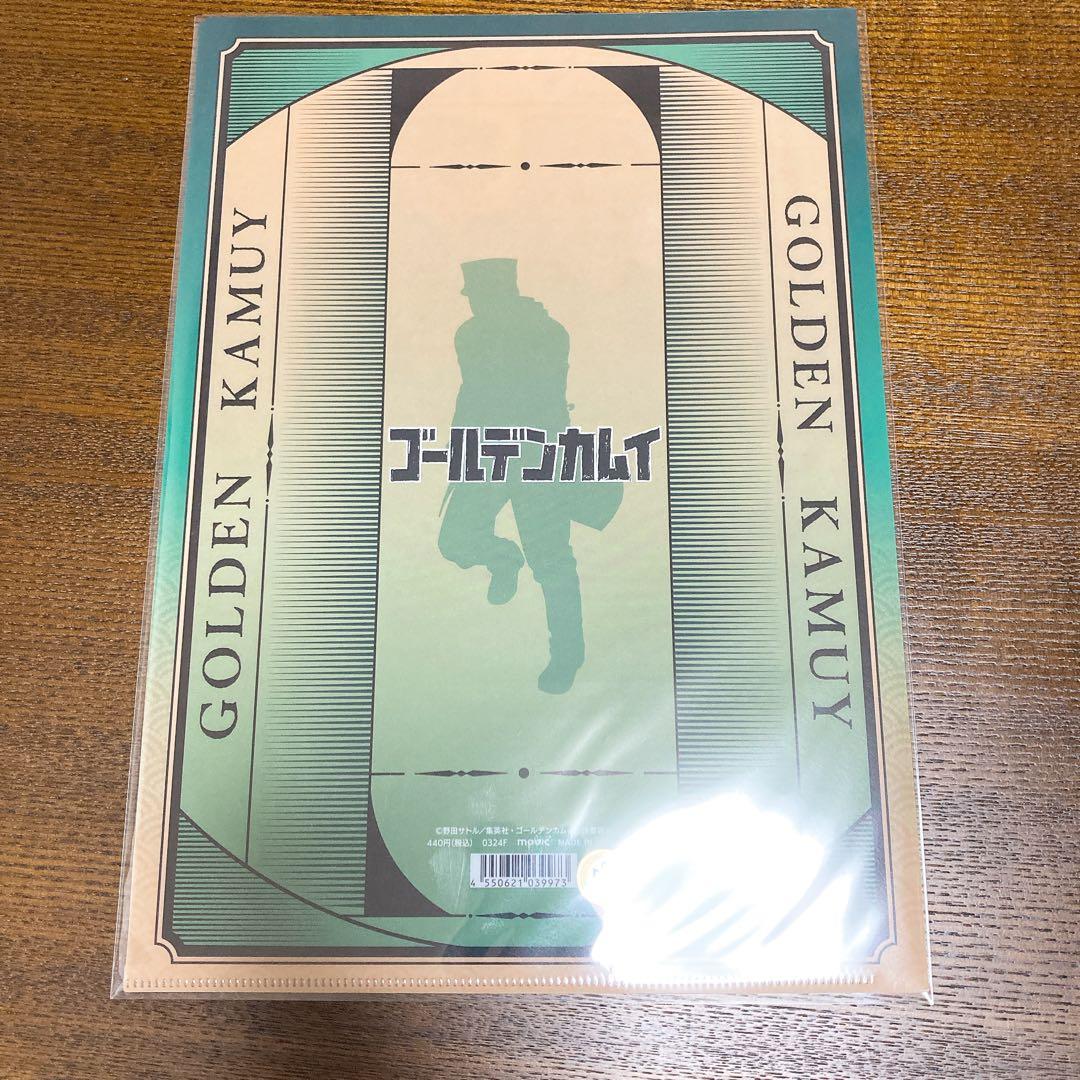 GOLDEN KAMUY
GOLDEN KAMUY
ゴールデンカムイ
©野田サトル/集英社・ゴールデンカム
440円(税込) 0324F movic MADE IN
4 550621 039973